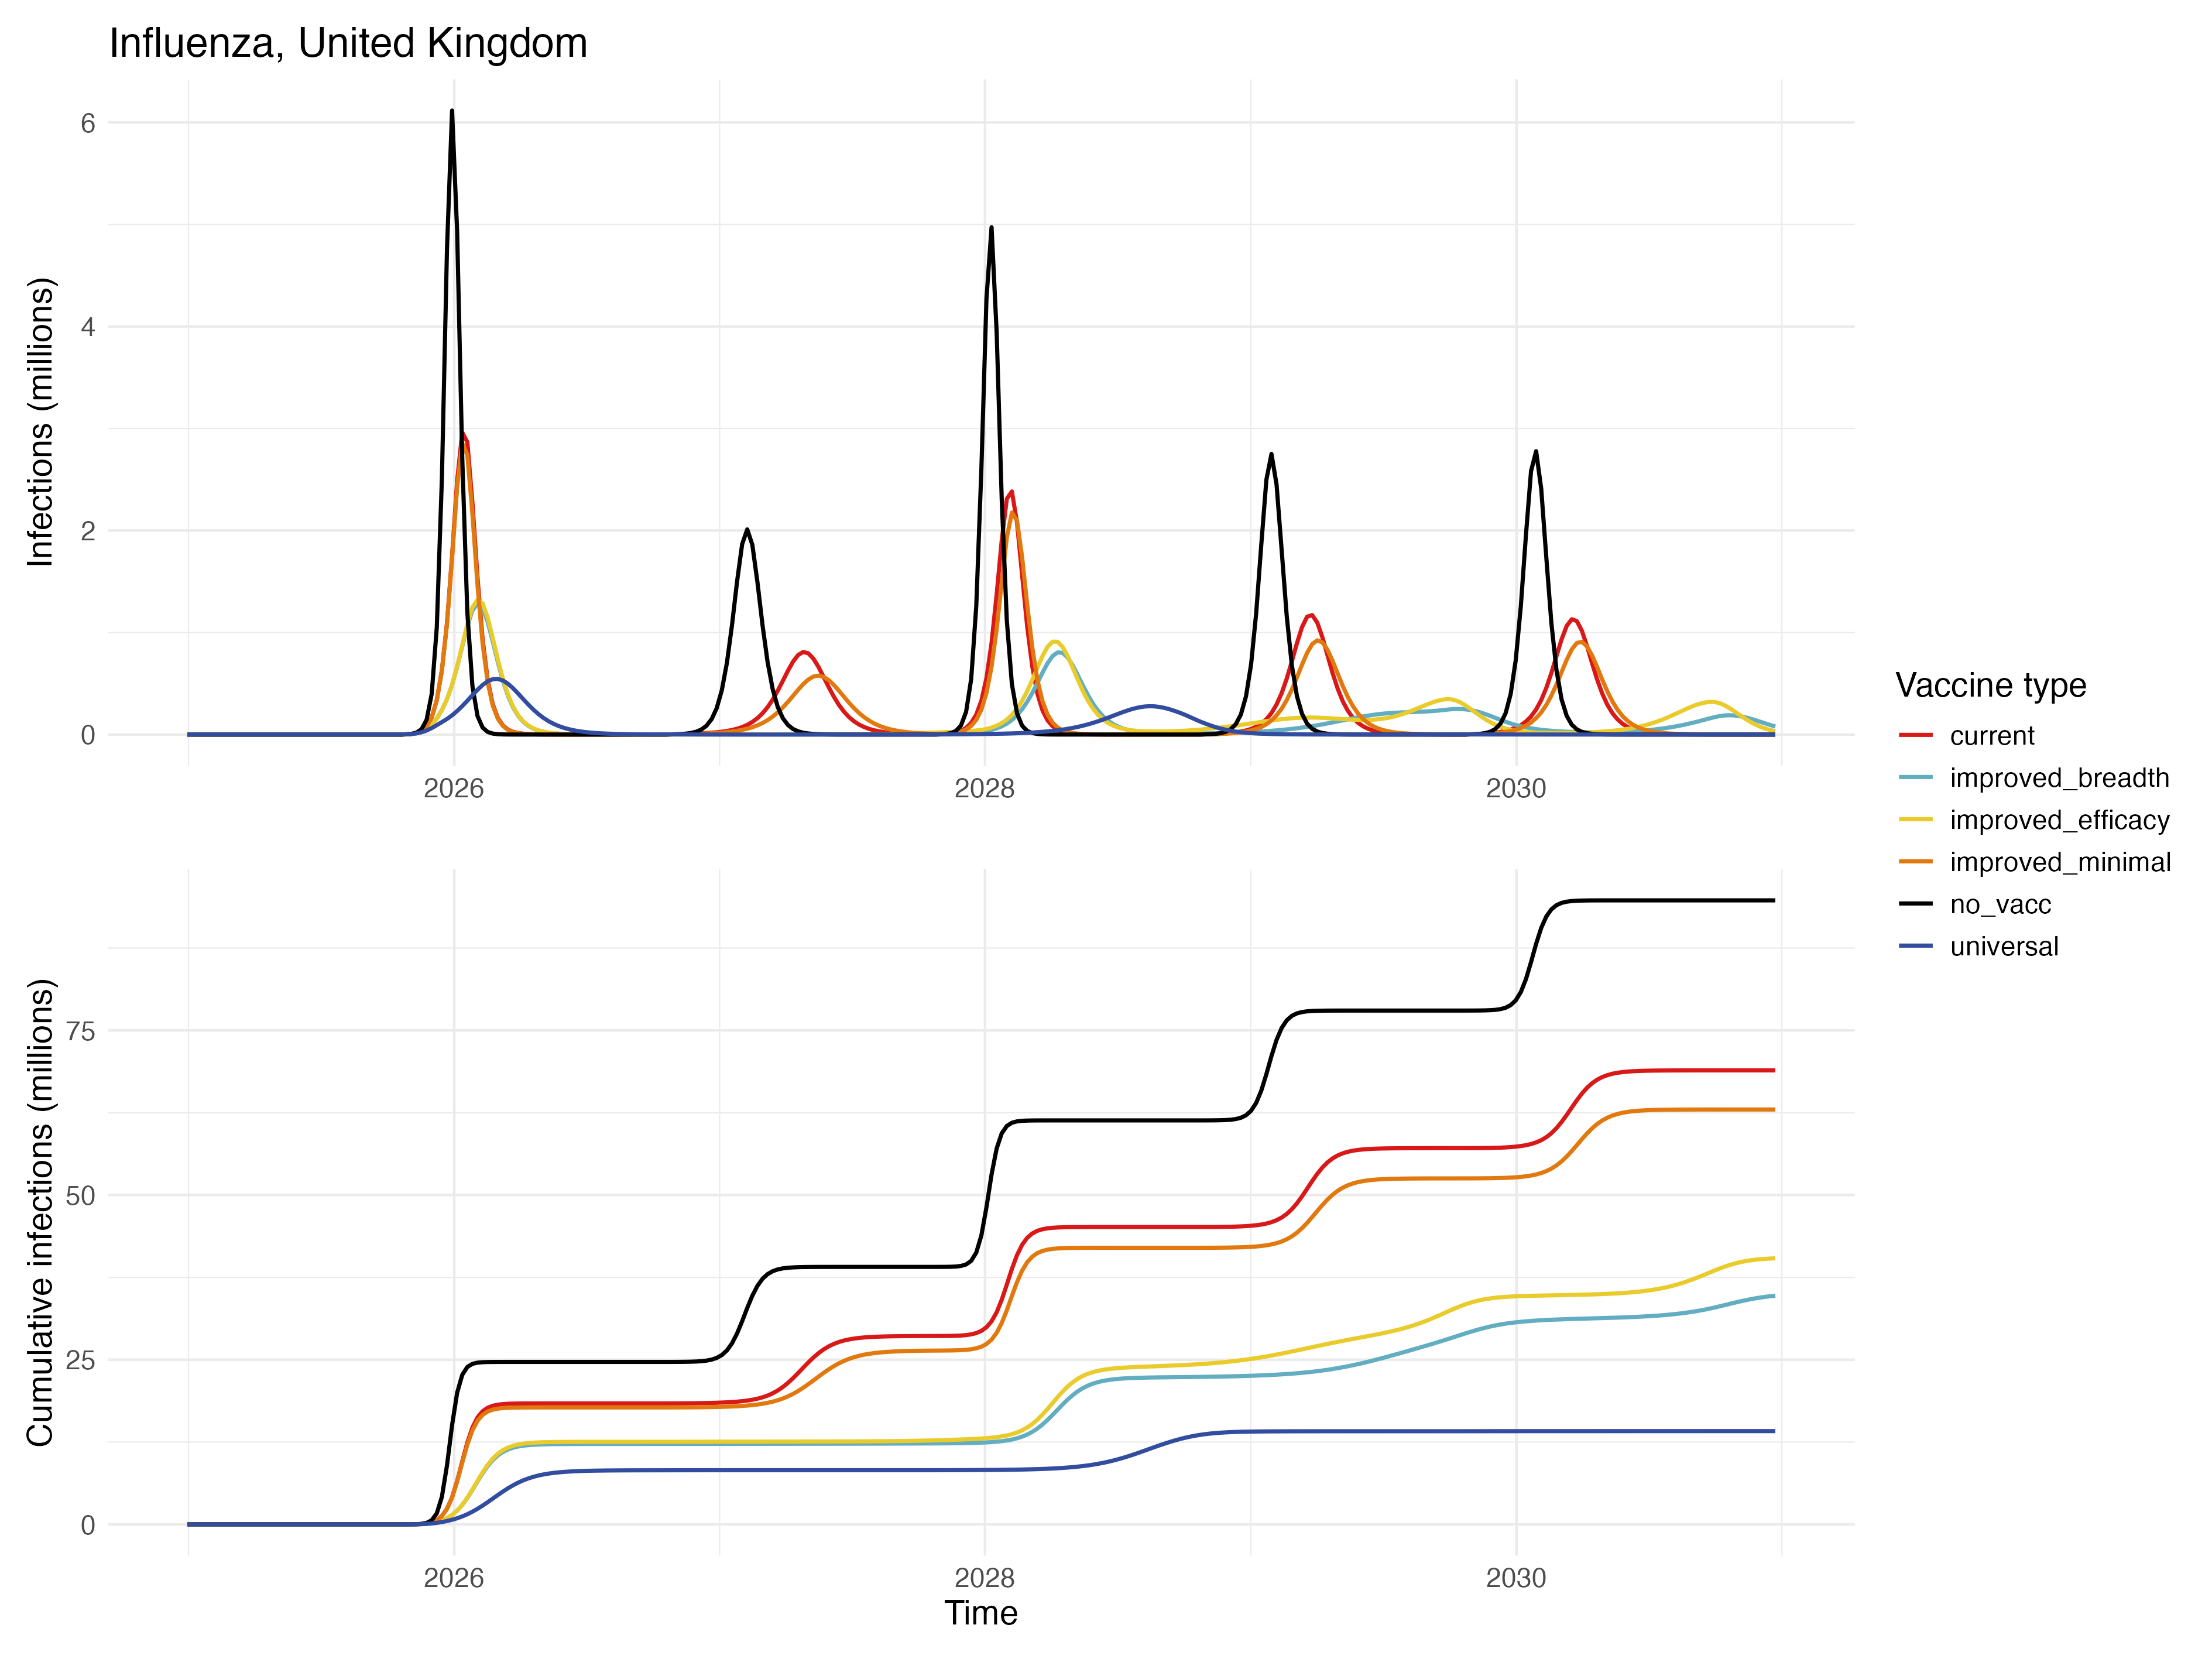 Influenza, United Kingdom
Infections (millions)
6
4
2
0
2026
2028
2030
Cumulative infections (millions)
75
50
25
0
2026
2028
2030
Time
Vaccine type
current
improved_breadth
improved_efficacy
improved_minimal
no_vacc
universal